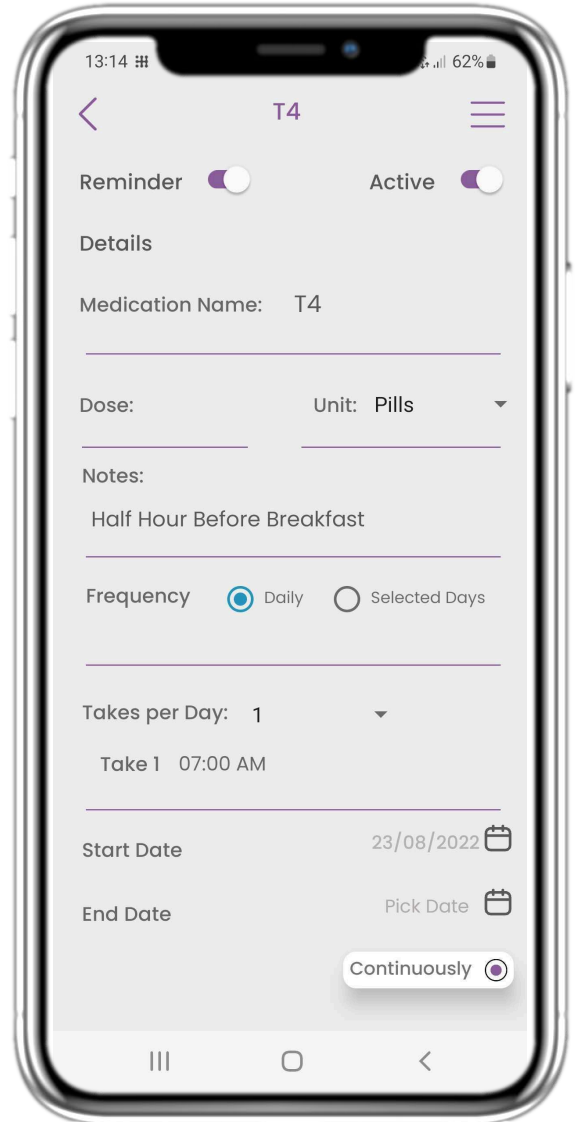 13:14 62%
T4
Reminder Active
Details
Medication Name: T4
Dose: Unit: Pills
Notes:
Half Hour Before Breakfast
Frequency Daily Selected Days
Takes per Day: 1
Take 1 07:00 AM
Start Date 23/08/2022
End Date Pick Date
Continuously